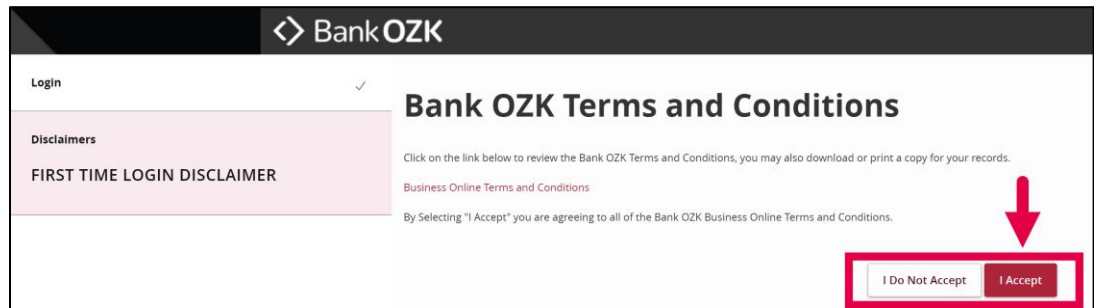 Bank OZK
Login
Disclaimers
FIRST TIME LOGIN DISCLAIMER
Bank OZK Terms and Conditions
Click on the link below to review the Bank OZK Terms and Conditions, you may also download or print a copy for your records.
Business Online Terms and Conditions
By Selecting "I Accept" you are agreeing to all of the Bank OZK Business Online Terms and Conditions.
I Do Not Accept
I Accept